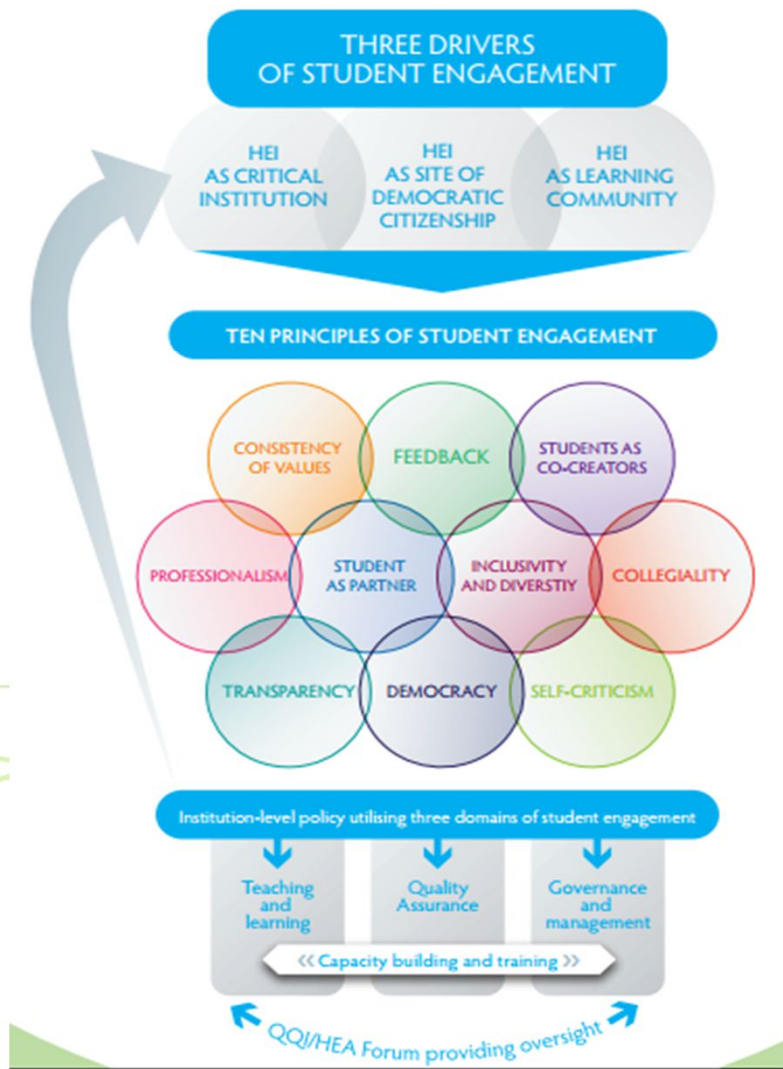 THREE DRIVERS
OF STUDENT ENGAGEMENT
HEI
AS CRITICAL
INSTITUTION
HEI
AS SITE OF
DEMOCRATIC
CITIZENSHIP
HEI
AS LEARNING
COMMUNITY
TEN PRINCIPLES OF STUDENT ENGAGEMENT
CONSISTENCY
OF VALUES
FEEDBACK
STUDENTS AS
CO-CREATORS
PROFESSIONALISM
STUDENT
AS PARTNER
INCLUSIVITY
AND DIVERSTIY
COLLEGIALITY
TRANSPARENCY
DEMOCRACY
SELF-CRITICISM
Institution-level policy utilising three domains of student engagement
Teaching
and
learning
Quality
Assurance
Governance
and
management
«Capacity building and training»
QQI/HEA Forum providing oversight